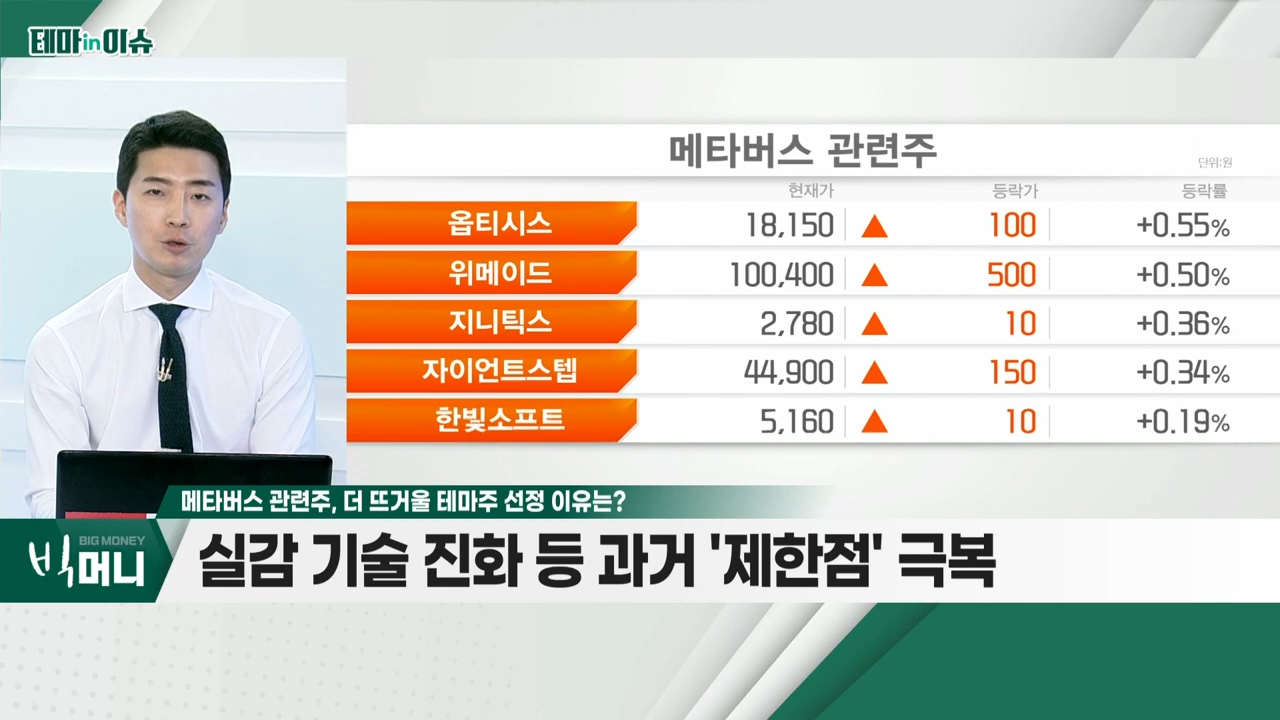 테마in이슈
메타버스 관련주
단위:원
현재가 등락가 등락률
옵티시스 18,150 ▲ 100 +0.55%
위메이드 100,400 ▲ 500 +0.50%
지니틱스 2,780 ▲ 10 +0.36%
자이언트스텝 44,900 ▲ 150 +0.34%
한빛소프트 5,160 ▲ 10 +0.19%
메타버스 관련주, 더 뜨거울 테마주 선정 이유는?
BIG MONEY
빅머니
실감 기술 진화 등 과거 '제한점' 극복